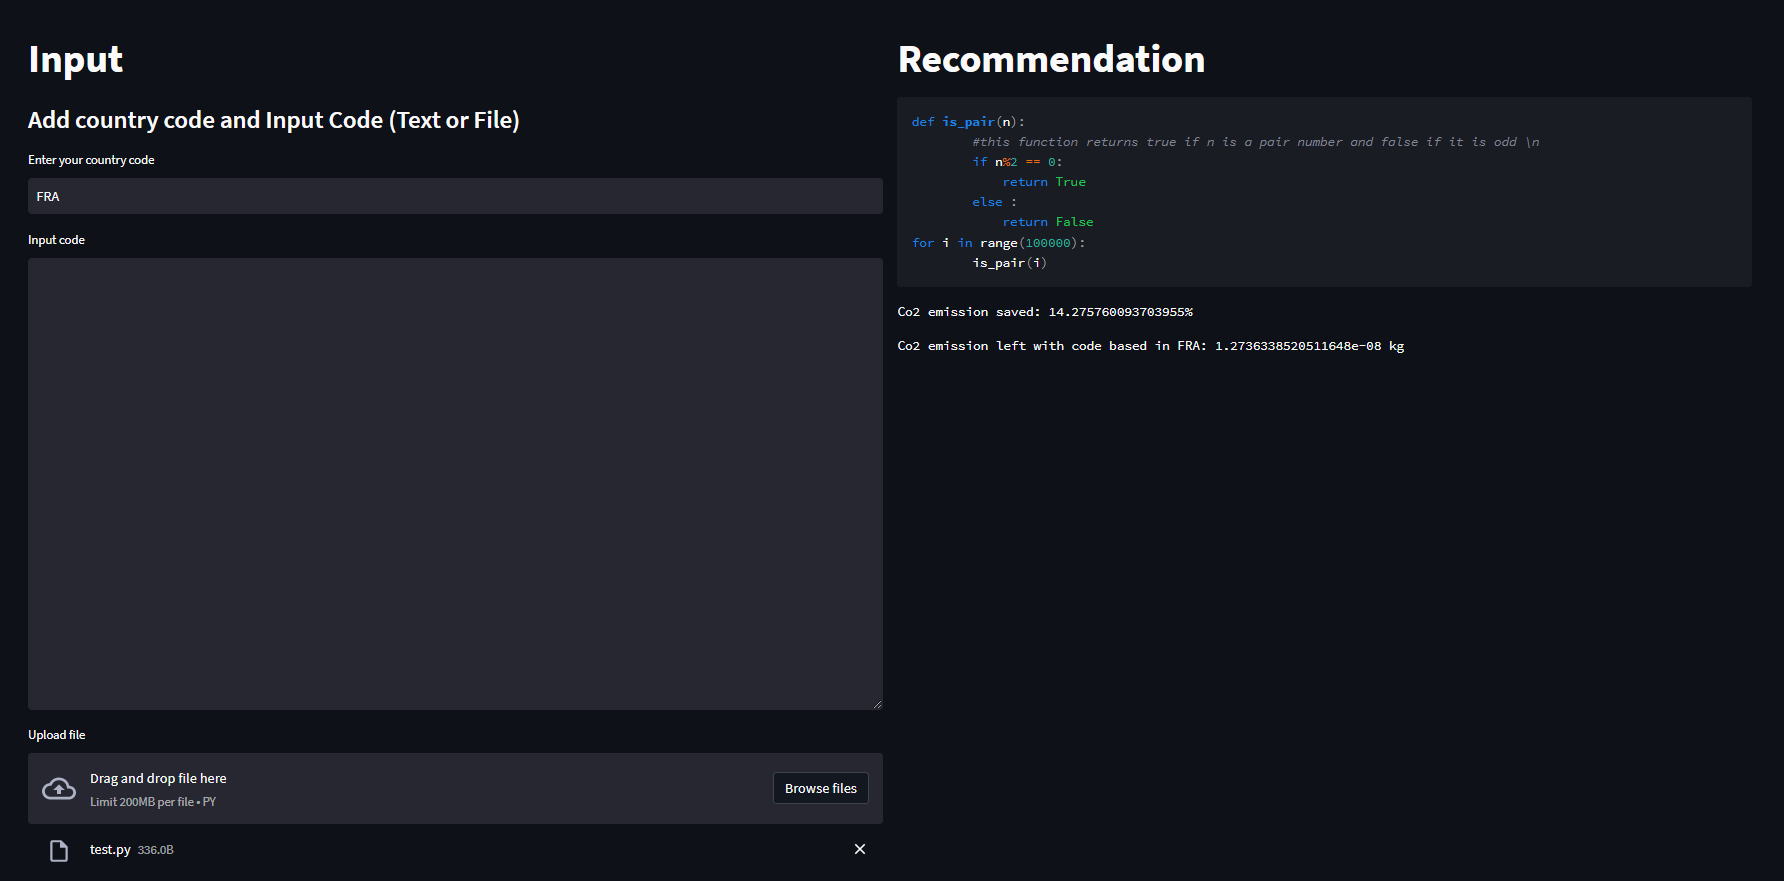 Input
Add country code and Input Code (Text or File)
Enter your country code
FRA
Input code
Upload file
Drag and drop file here
Limit 200MB per file • PY
Browse files
test.py 336.0B
Recommendation
def is_pair(n):
        #this function returns true if n is a pair number and false if it is odd \n
        if n%2 == 0:
            return True
        else :
            return False
for i in range(100000):
        is_pair(i)
Co2 emission saved: 14.275760093703955%
Co2 emission left with code based in FRA: 1.2736338520511648e-08 kg